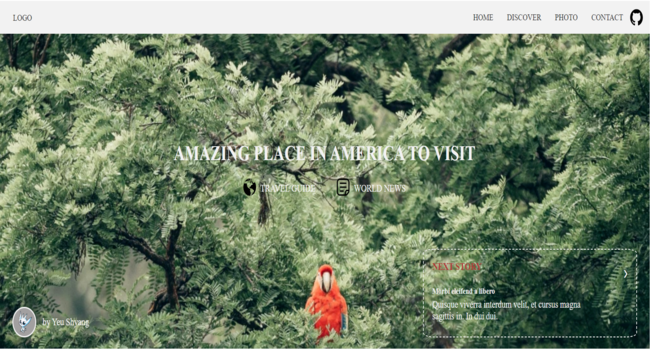 LOGO
HOME DISCOVER PHOTO CONTACT
AMAZING PLACE IN AMERICA TO VISIT
TRAVEL GUIDE WORLD NEWS
NEXT STORY
Morbi eleifend a libero
Quisque viverra interdum velit, et cursus magna
sagittis in. In dui dui.
by Yeu Shyang